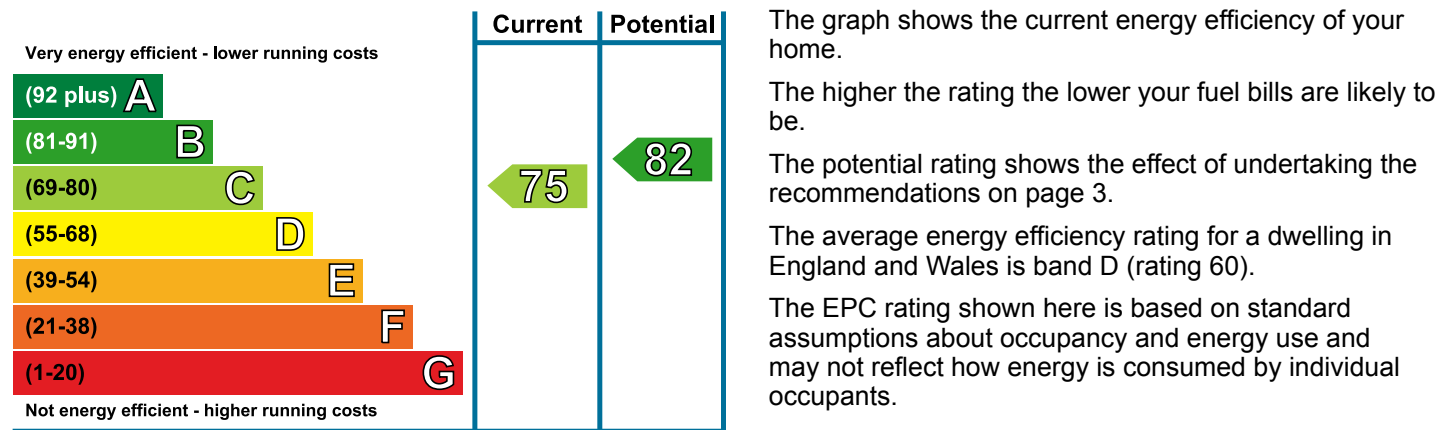 Current Potential
Very energy efficient - lower running costs
(92 plus) A
(81-91) B
(69-80) C
(55-68) D
(39-54) E
(21-38) F
(1-20) G
Not energy efficient - higher running costs
75
82
The graph shows the current energy efficiency of your
home.
The higher the rating the lower your fuel bills are likely to
be.
The potential rating shows the effect of undertaking the
recommendations on page 3.
The average energy efficiency rating for a dwelling in
England and Wales is band D (rating 60).
The EPC rating shown here is based on standard
assumptions about occupancy and energy use and
may not reflect how energy is consumed by individual
occupants.